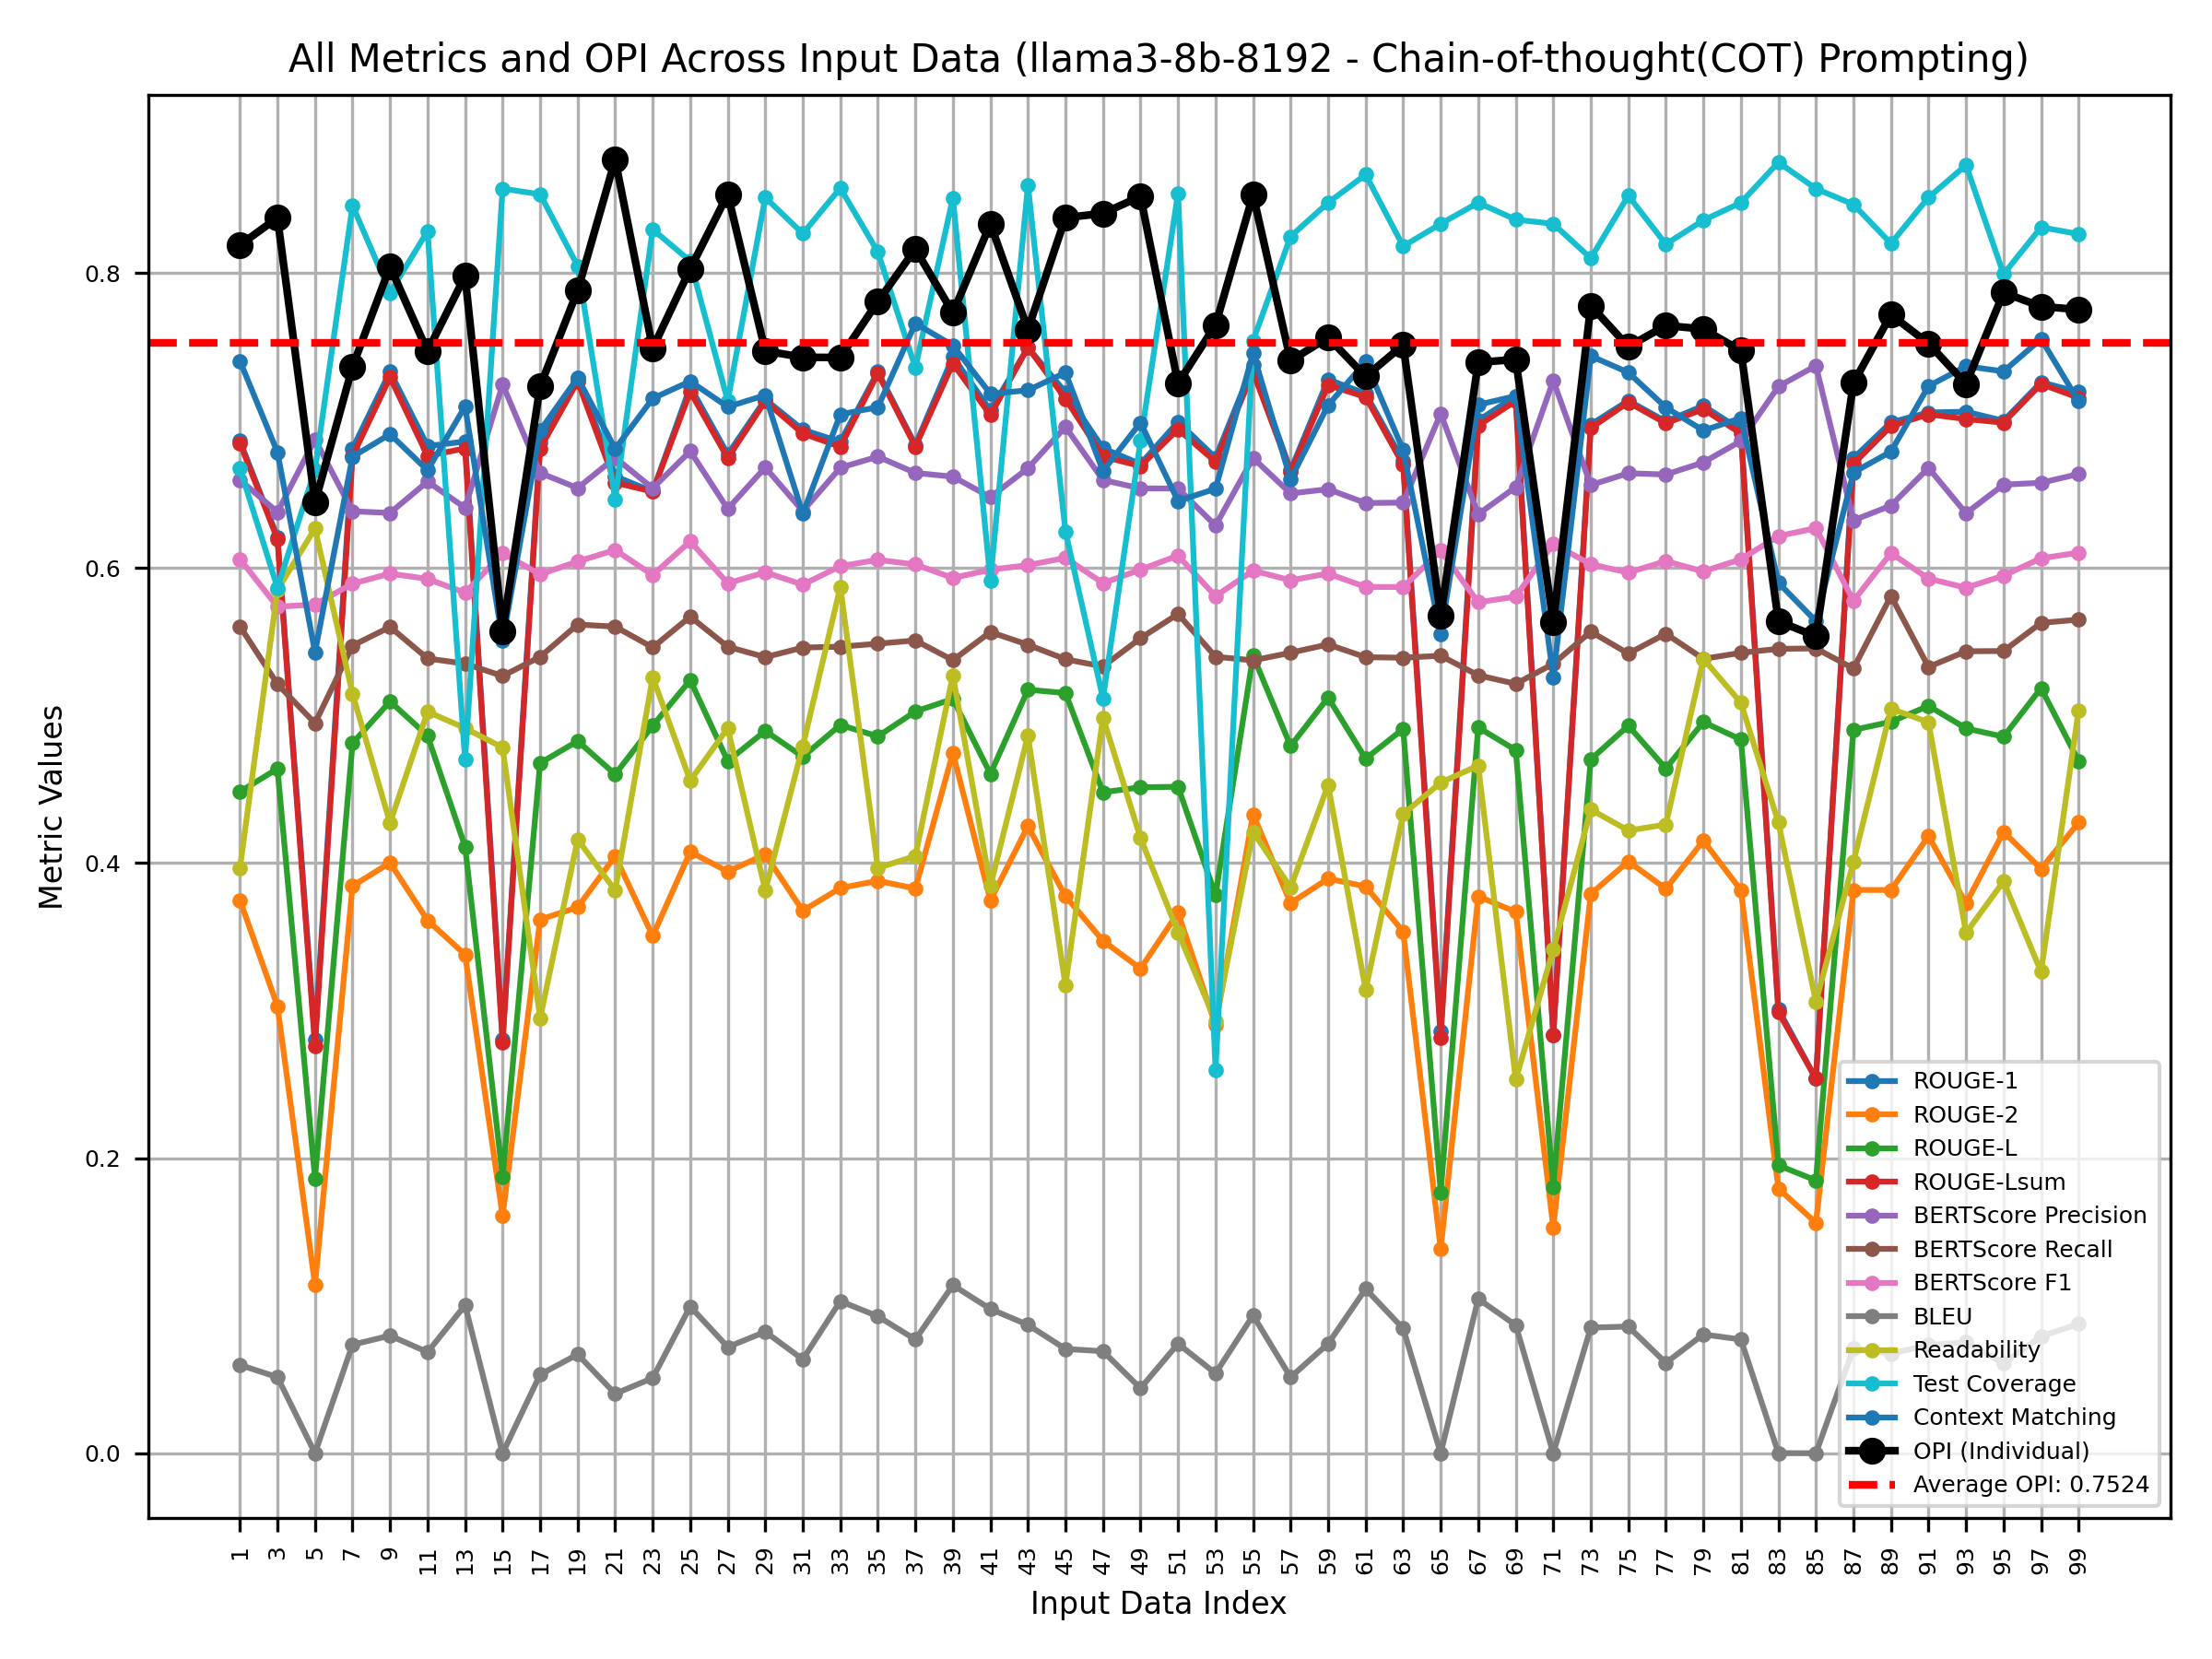 All Metrics and OPI Across Input Data (llama3-8b-8192 - Chain-of-thought(COT) Prompting)
Metric Values
0.8
0.6
0.4
0.2
0.0
ROUGE-1
ROUGE-2
ROUGE-L
ROUGE-Lsum
BERTScore Precision
BERTScore Recall
BERTScore F1
BLEU
Readability
Test Coverage
Context Matching
OPI (Individual)
Average OPI: 0.7524
1 3 5 7 9 11 13 15 17 19 21 23 25 27 29 31 33 35 37 39 41 43 45 47 49 51 53 55 57 59 61 63 65 67 69 71 73 75 77 79 81 83 85 87 89 91 93 95 97 99
Input Data Index